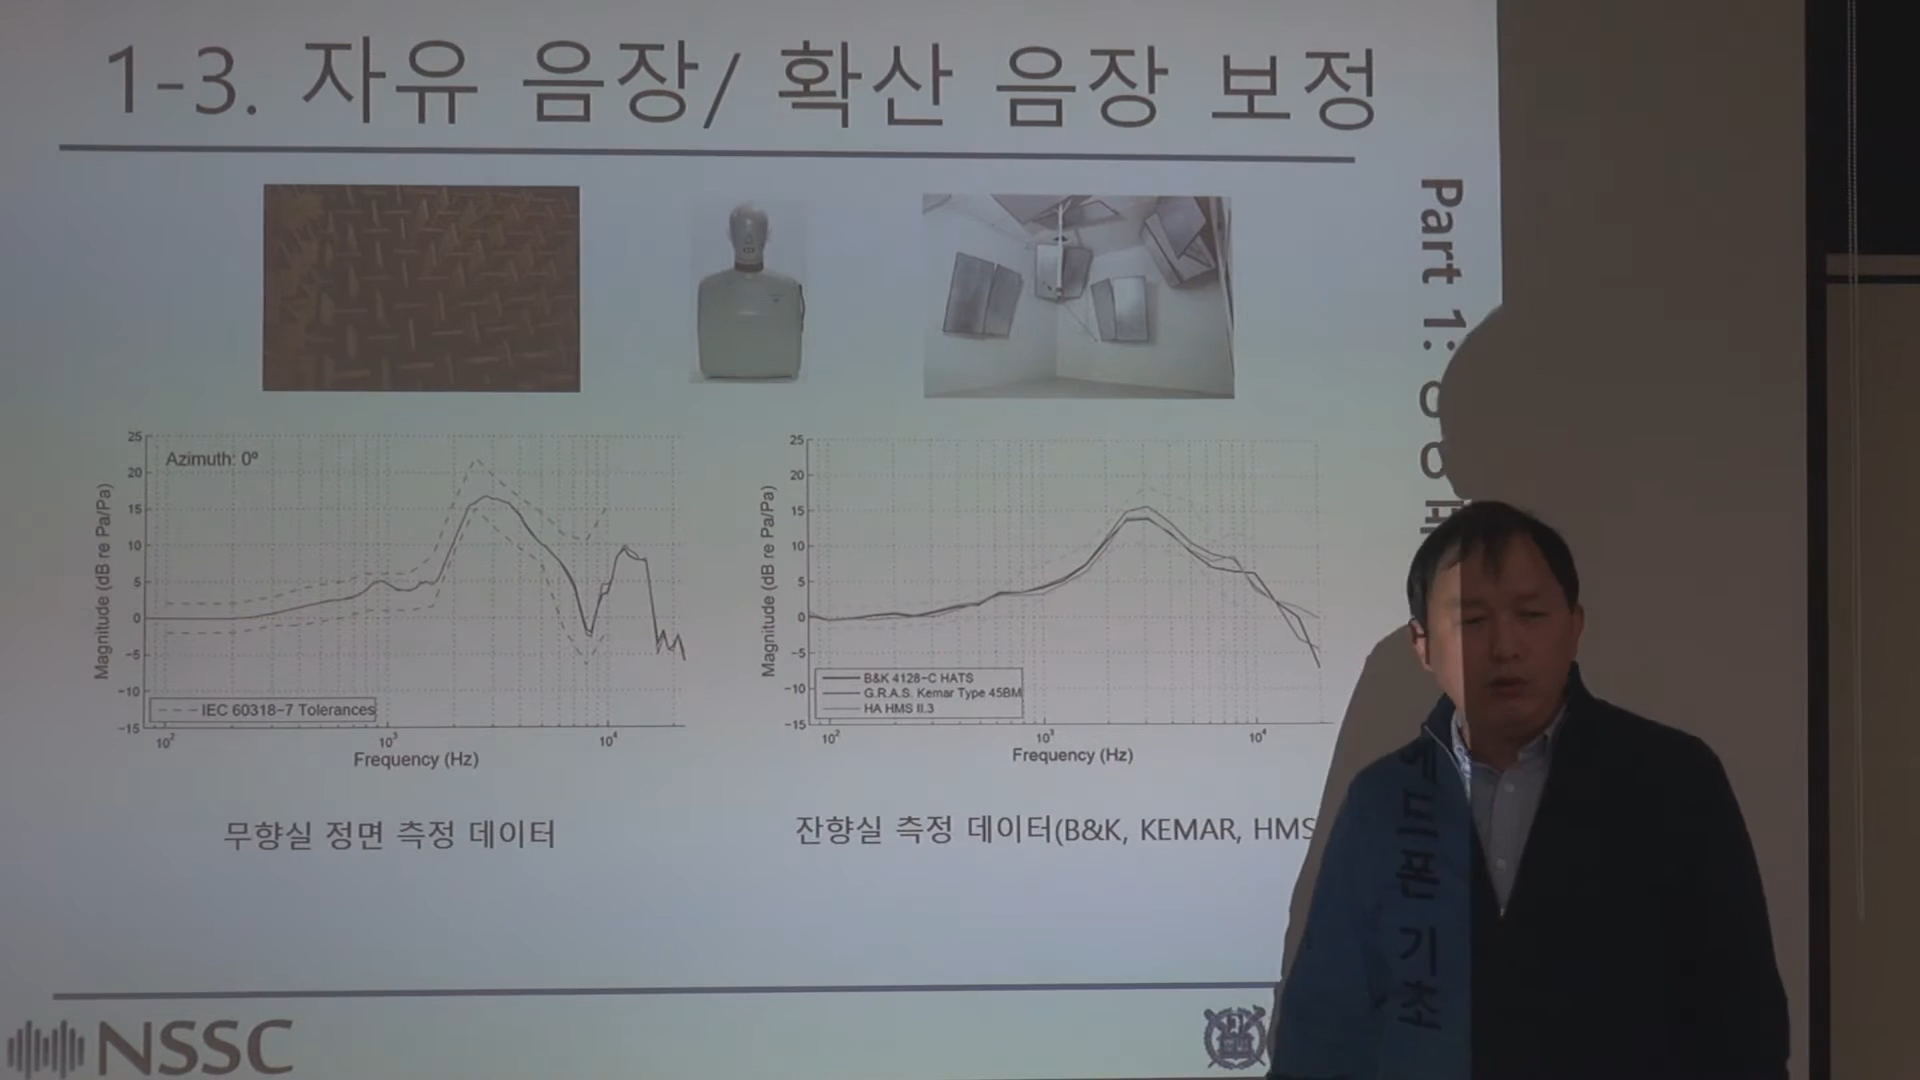 1-3. 자유 음장/ 확산 음장 보정
Part 1:
25
20
15
10
5
0
-5
-10
-15
Azimuth: 0º
Magnitude (dB re Pa/Pa)
IEC 60318-7 Tolerances
10²
10³
10⁴
Frequency (Hz)
무향실 정면 측정 데이터
25
20
15
10
5
0
-5
-10
-15
Magnitude (dB re Pa/Pa)
B&K 4128-C HATS
G.R.A.S. Kemar Type 45BM
HA HMS II.3
10²
10³
10⁴
Frequency (Hz)
잔향실 측정 데이터(B&K, KEMAR, HMS
NSSC